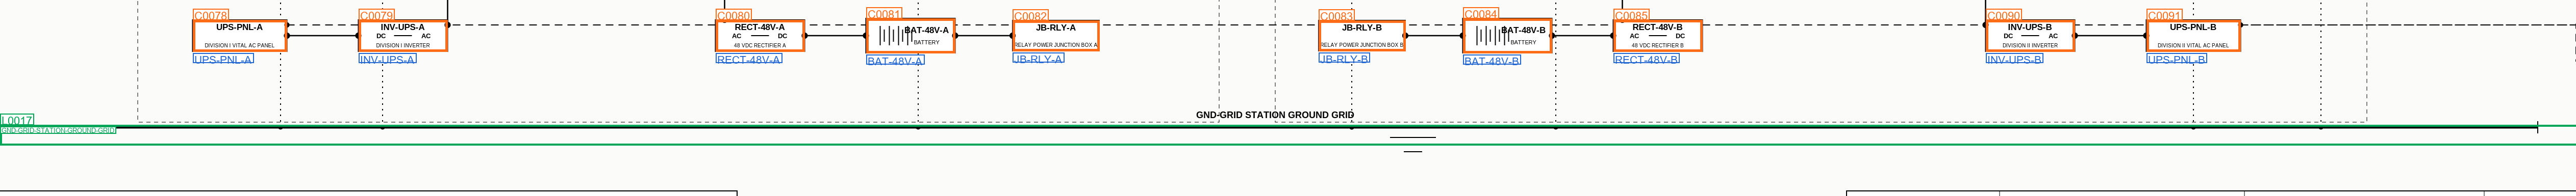 C0078
UPS-PNL-A
DIVISION I VITAL AC PANEL
UPS-PNL-A
C0079
INV-UPS-A
DC AC
DIVISION I INVERTER
INV-UPS-A
C0080
RECT-48V-A
AC DC
48 VDC RECTIFIER A
RECT-48V-A
C0081
BAT-48V-A
BATTERY
BAT-48V-A
C0082
JB-RLY-A
RELAY POWER JUNCTION BOX A
JB-RLY-A
C0083
JB-RLY-B
RELAY POWER JUNCTION BOX B
JB-RLY-B
C0084
BAT-48V-B
BATTERY
BAT-48V-B
C0085
RECT-48V-B
AC DC
48 VDC RECTIFIER B
RECT-48V-B
C0090
INV-UPS-B
DC AC
DIVISION II INVERTER
INV-UPS-B
C0091
UPS-PNL-B
DIVISION II VITAL AC PANEL
UPS-PNL-B
GND-GRID STATION GROUND GRID
L0017
GND-GRID-STATION-GROUND-GRID